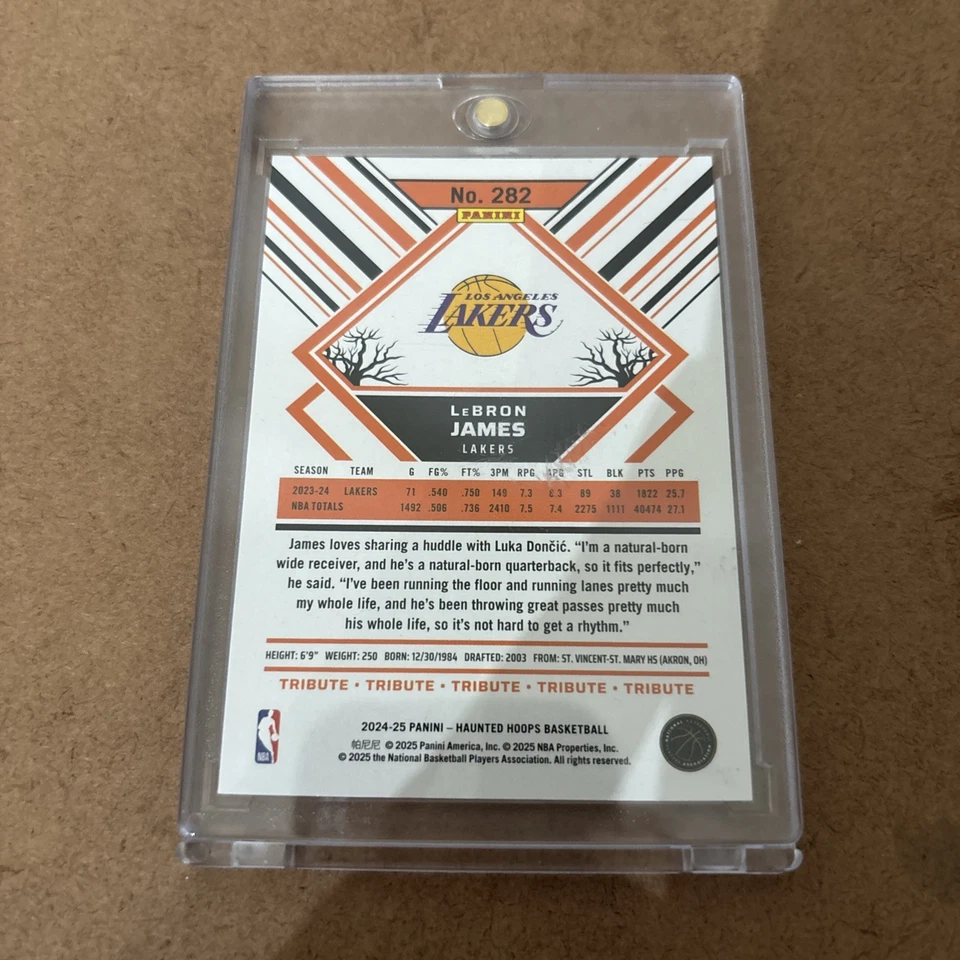 No. 282
PANINI
LOS ANGELES
LAKERS
LeBRON
JAMES
LAKERS
SEASON TEAM G FG% FT% 3PM RPG APG STL BLK PTS PPG
2023-24 LAKERS 71 .540 .750 149 7.3 8.3 89 38 1822 25.7
NBA TOTALS 1492 .506 .736 2410 7.5 7.4 2275 1111 40474 27.1
James loves sharing a huddle with Luka Dončić. “I’m a natural-born
wide receiver, and he’s a natural-born quarterback, so it fits perfectly,”
he said. “I’ve been running the floor and running lanes pretty much
my whole life, and he’s been throwing great passes pretty much
his whole life, so it’s not hard to get a rhythm.”
HEIGHT: 6'9" WEIGHT: 250 BORN: 12/30/1984 DRAFTED: 2003 FROM: ST. VINCENT-ST. MARY HS (AKRON, OH)
TRIBUTE • TRIBUTE • TRIBUTE • TRIBUTE • TRIBUTE
2024-25 PANINI – HAUNTED HOOPS BASKETBALL
帕尼尼 © 2025 Panini America, Inc. © 2025 NBA Properties, Inc.
© 2025 the National Basketball Players Association. All rights reserved.
NBA